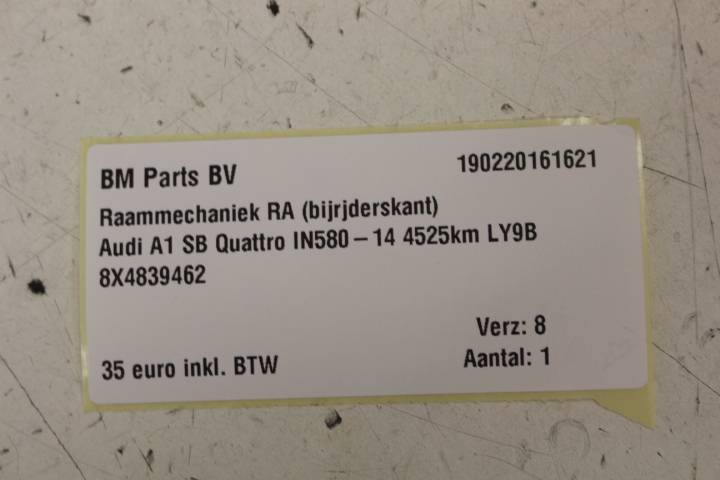 BM Parts BV 190220161621
Raammechaniek RA (bijrjderskant)
Audi A1 SB Quattro IN580-14 4525km LY9B
8X4839462
Verz: 8
35 euro inkl. BTW Aantal: 1